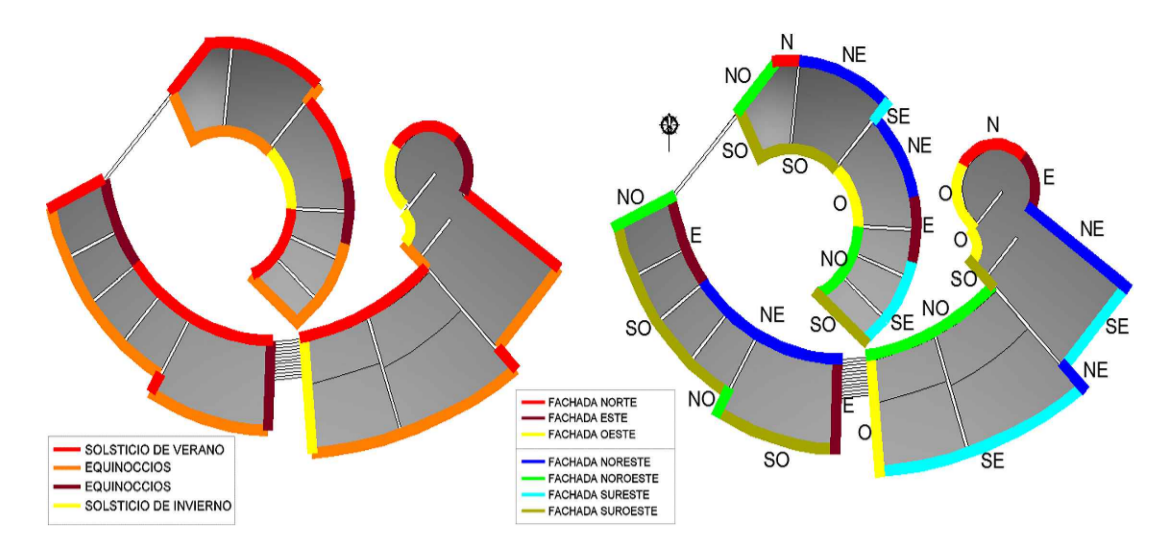 SOLSTICIO DE VERANO
EQUINOCCIOS
EQUINOCCIOS
SOLSTICIO DE INVIERNO
N
NE
NO
SE
SO
SO
NE
N
O
E
E
O
NO
NE
E
O
SO
NO
SO
NE
SO
SE
NO
SE
NE
NO
E
O
SO
SE
FACHADA NORTE
FACHADA ESTE
FACHADA OESTE
FACHADA NORESTE
FACHADA NOROESTE
FACHADA SURESTE
FACHADA SUROESTE